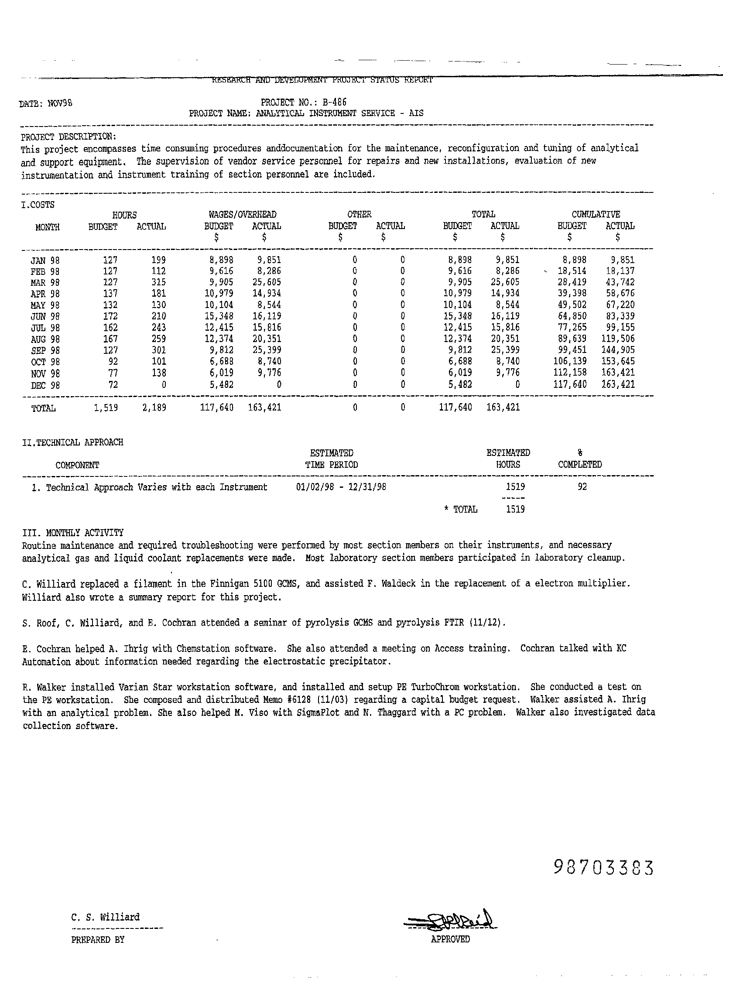 RESEARCH AND DEVELOPMENT PROJECT STATUS REPORT
DATE: NOV98 PROJECT NO.: B-486
PROJECT NAME: ANALYTICAL INSTRUMENT SERVICE - AIS
PROJECT DESCRIPTION:
This project encompasses time consuming procedures anddocumentation for the maintenance, reconfiguration and tuning of analytical
and support equipment. The supervision of vendor service personnel for repairs and new installations, evaluation of new
instrumentation and instrument training of section personnel are included.
I.COSTS
HOURS WAGES/OVERHEAD OTHER TOTAL CUMULATIVE
MONTH BUDGET ACTUAL BUDGET ACTUAL BUDGET ACTUAL BUDGET ACTUAL BUDGET ACTUAL
$ $ $ $ $ $ $ $
JAN 98 127 199 8,898 9,851 0 0 8,898 9,851 8,898 9,851
FEB 98 127 112 9,616 8,286 0 0 9,616 8,286 18,514 18,137
MAR 98 127 315 9,905 25,605 0 0 9,905 25,605 28,419 43,742
APR 98 137 181 10,979 14,934 0 0 10,979 14,934 39,398 58,676
MAY 98 132 130 10,104 8,544 0 0 10,104 8,544 49,502 67,220
JUN 98 172 210 15,348 16,119 0 0 15,348 16,119 64,850 83,339
JUL 98 162 243 12,415 15,816 0 0 12,415 15,816 77,265 99,155
AUG 98 167 259 12,374 20,351 0 0 12,374 20,351 89,639 119,506
SEP 98 127 301 9,812 25,399 0 0 9,812 25,399 99,451 144,905
OCT 98 92 101 6,688 8,740 0 0 6,688 8,740 106,139 153,645
NOV 98 77 138 6,019 9,776 0 0 6,019 9,776 112,158 163,421
DEC 98 72 0 5,482 0 0 0 5,482 0 117,640 163,421
TOTAL 1,519 2,189 117,640 163,421 0 0 117,640 163,421
II.TECHNICAL APPROACH
ESTIMATED ESTIMATED %
COMPONENT TIME PERIOD HOURS COMPLETED
1. Technical Approach Varies with each Instrument 01/02/98 - 12/31/98 1519 92
* TOTAL 1519
III. MONTHLY ACTIVITY
Routine maintenance and required troubleshooting were performed by most section members on their instruments, and necessary
analytical gas and liquid coolant replacements were made. Most laboratory section members participated in laboratory cleanup.
C. Williard replaced a filament in the Finnigan 5100 GCMS, and assisted F. Waldeck in the replacement of a electron multiplier.
Williard also wrote a summary report for this project.
S. Roof, C. Williard, and E. Cochran attended a seminar of pyrolysis GCMS and pyrolysis FTIR (11/12).
E. Cochran helped A. Ihrig with Chemstation software. She also attended a meeting on Access training. Cochran talked with KC
Automation about information needed regarding the electrostatic precipitator.
R. Walker installed Varian Star workstation software, and installed and setup PE TurboChrom workstation. She conducted a test on
the PE workstation. She composed and distributed Memo #6128 (11/03) regarding a capital budget request. Walker assisted A. Ihrig
with an analytical problem. She also helped M. Viso with SigmaPlot and N. Thaggard with a PC problem. Walker also investigated data
collection software.
98703383
C. S. Williard
PREPARED BY APPROVED